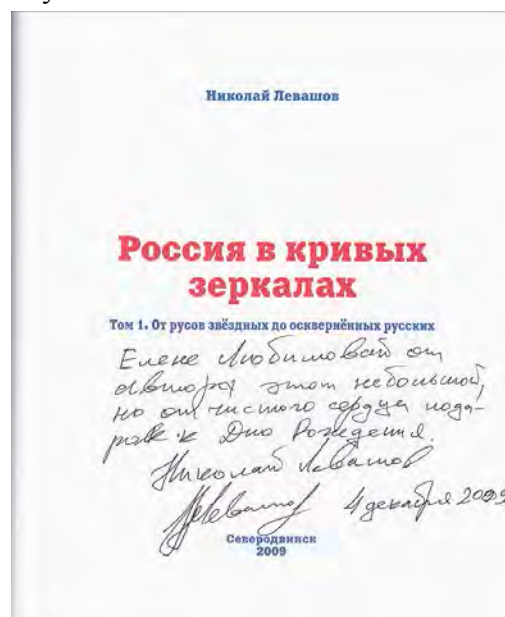 Николай Левашов
Россия в кривых
зеркалах
Том 1. От русов звёздных до осквернённых русских
Елене Любимовой от
автора этот небольшой,
но от чистого сердца пода-
рок к Дню Рождения.
Николай Левашов
НЛевашов 4 декабря 2009
Северодвинск
2009